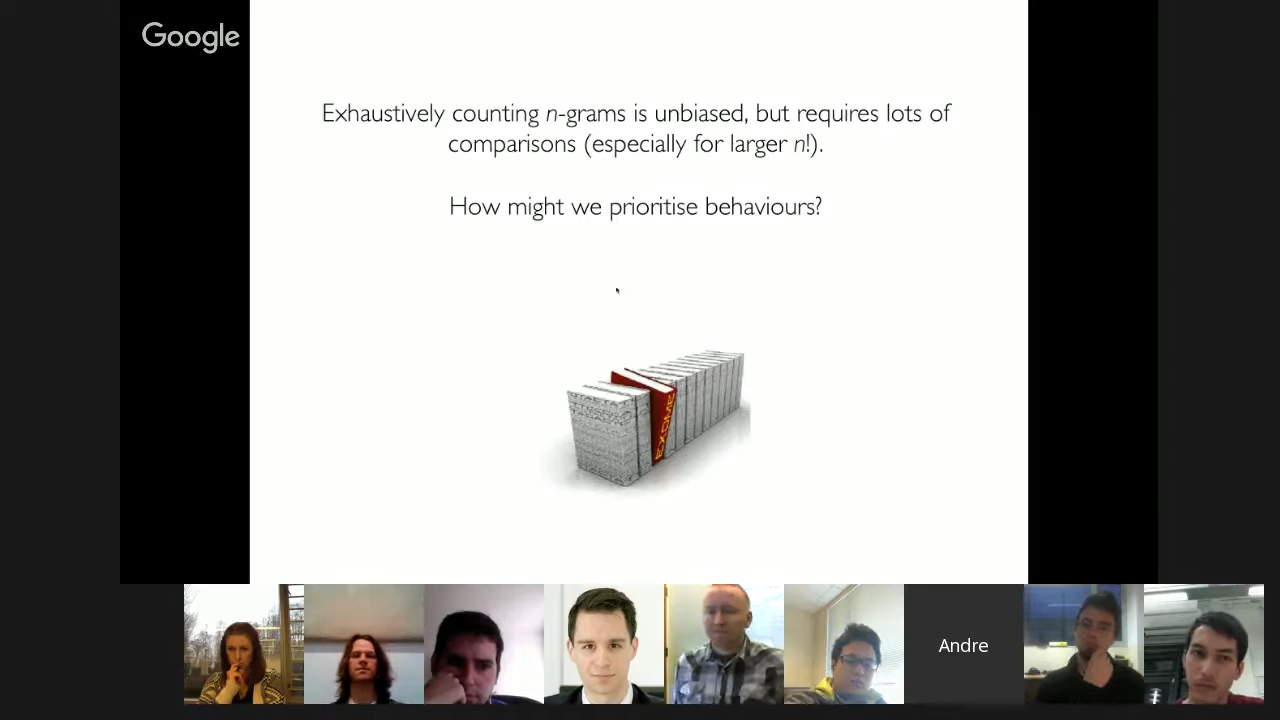 Google
Exhaustively counting n-grams is unbiased, but requires lots of
comparisons (especially for larger n!).
How might we prioritise behaviours?
EXOME
Andre